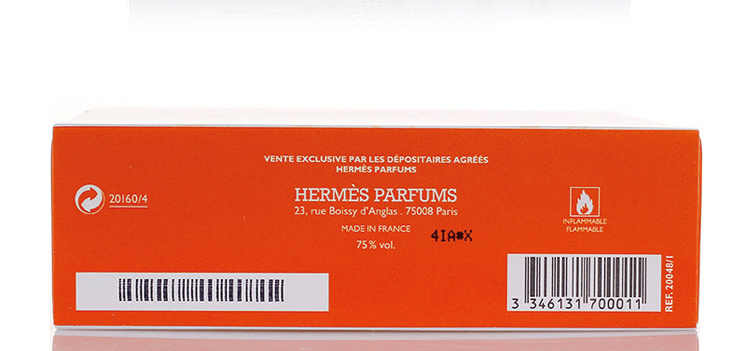 VENTE EXCLUSIVE PAR LES DÉPOSITAIRES AGRÉÉS
HERMÈS PARFUMS
20160/4
HERMÈS PARFUMS
23, rue Boissy d'Anglas . 75008 Paris
MADE IN FRANCE
4IA*X
75% vol.
INFLAMMABLE
FLAMMABLE
3 346131 700011
REF. 20048/1